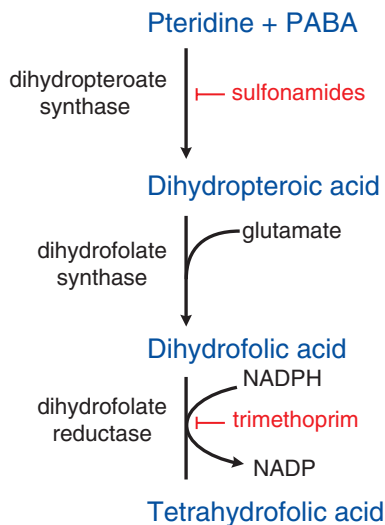 Pteridine + PABA
dihydropteroate
synthase
sulfonamides
Dihydropteroic acid
glutamate
dihydrofolate
synthase
Dihydrofolic acid
NADPH
dihydrofolate
reductase
trimethoprim
NADP
Tetrahydrofolic acid